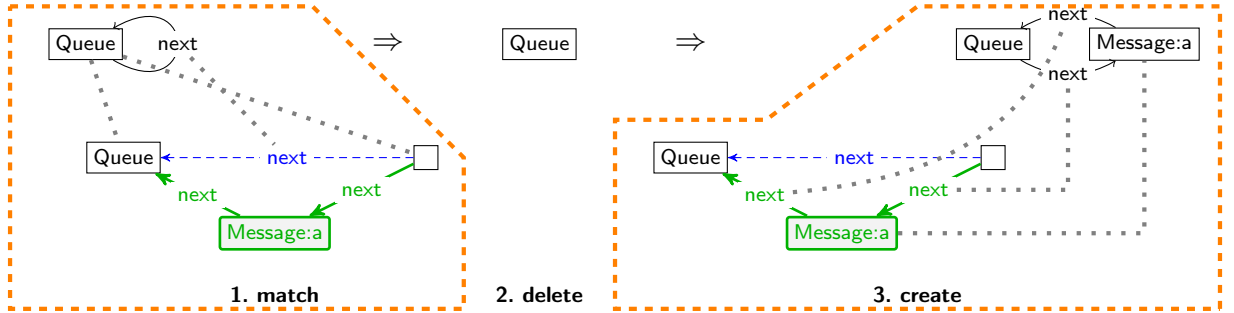 Queue
next
⇒
Queue
⇒
Queue
next
Message:a
next
Queue
next
next
next
Message:a
Queue
next
next
next
Message:a
1. match
2. delete
3. create